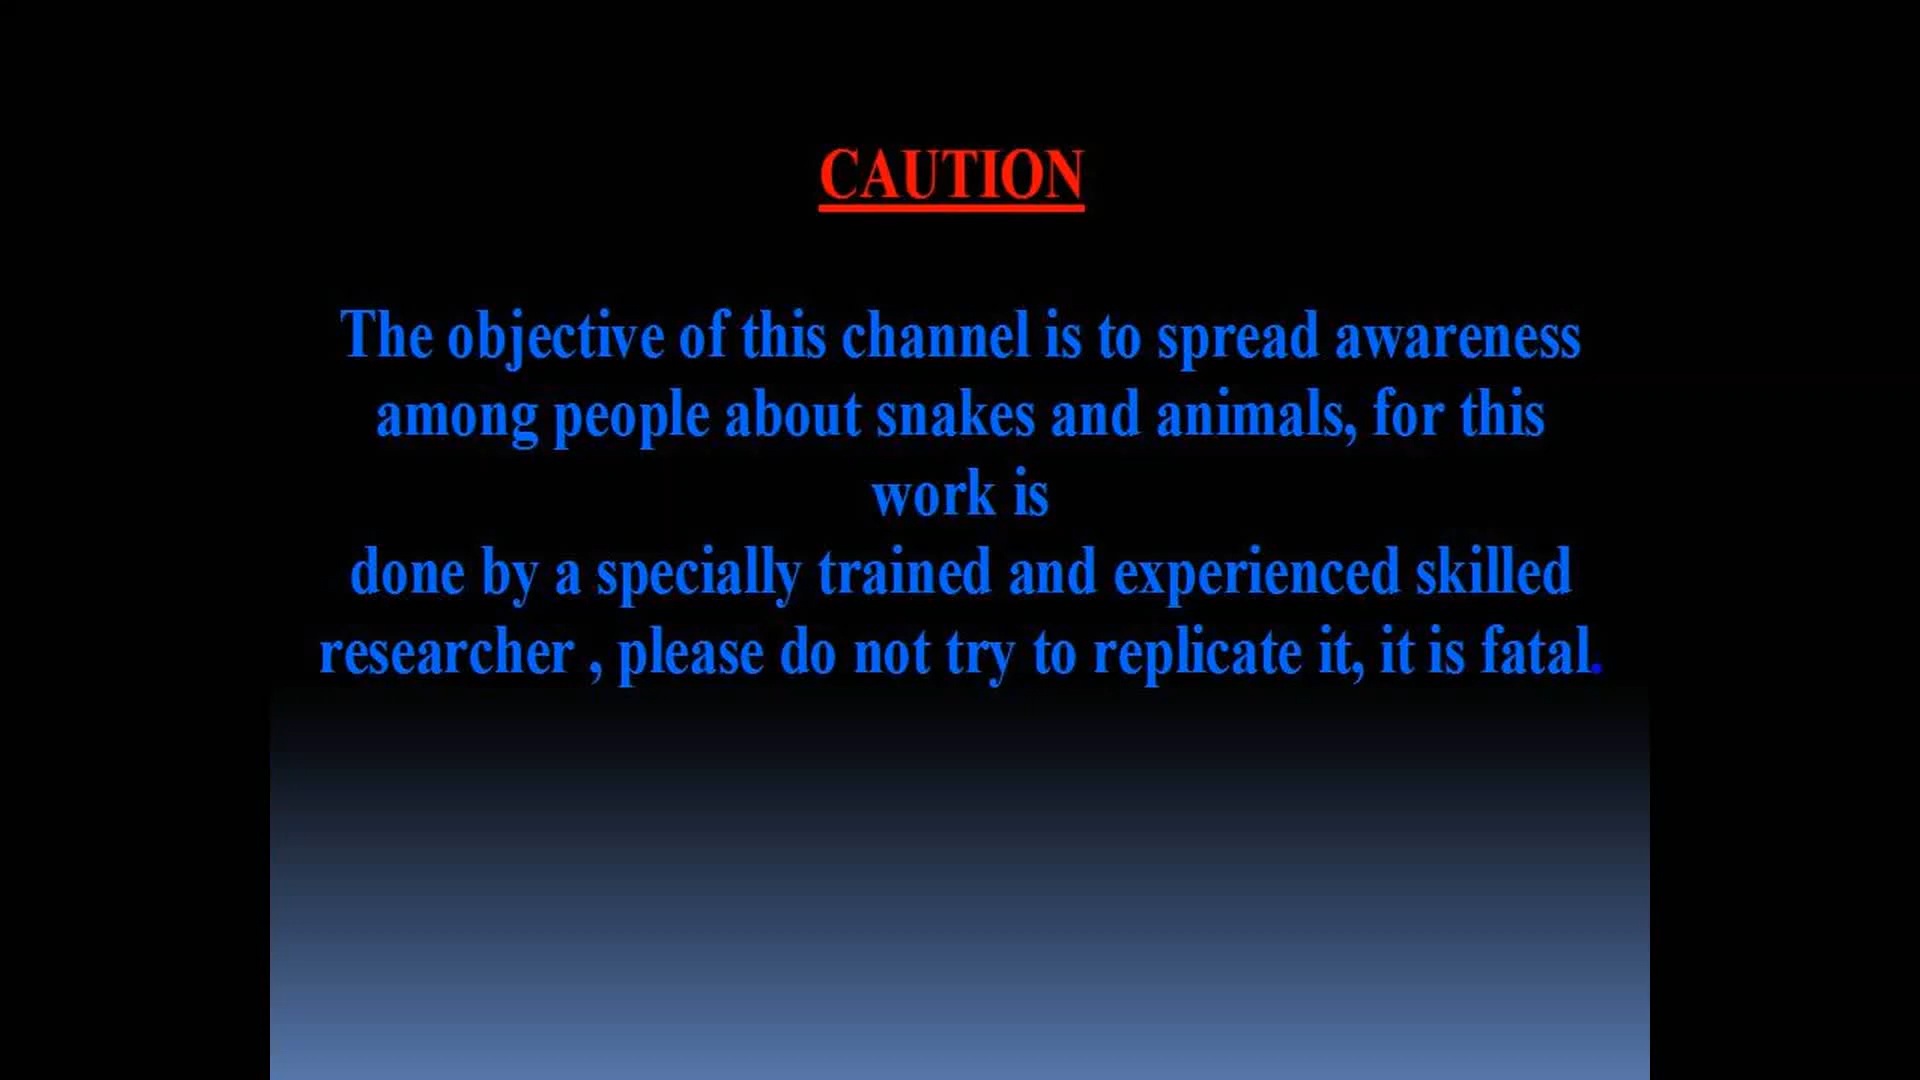 CAUTION
The objective of this channel is to spread awareness
among people about snakes and animals, for this
work is
done by a specially trained and experienced skilled
researcher , please do not try to replicate it, it is fatal.